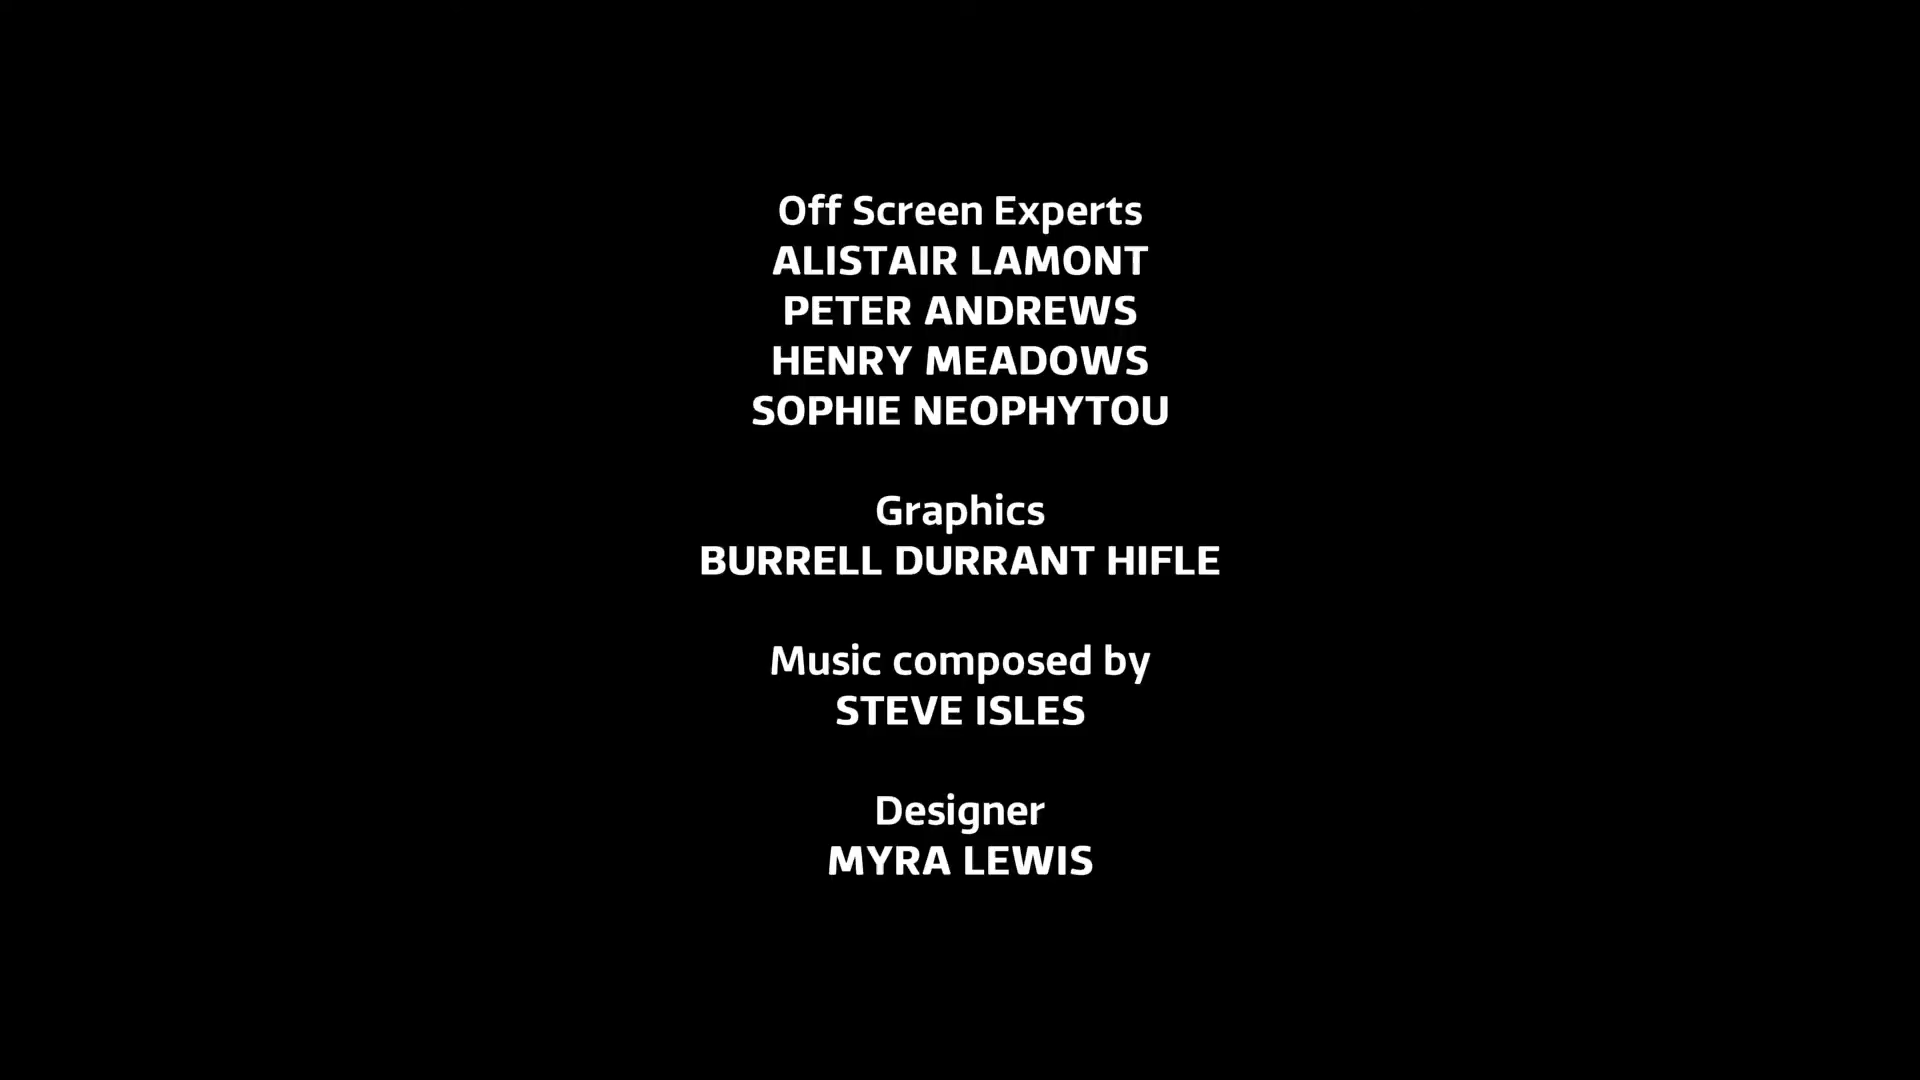 Off Screen Experts
ALISTAIR LAMONT
PETER ANDREWS
HENRY MEADOWS
SOPHIE NEOPHYTOU
Graphics
BURRELL DURRANT HIFLE
Music composed by
STEVE ISLES
Designer
MYRA LEWIS